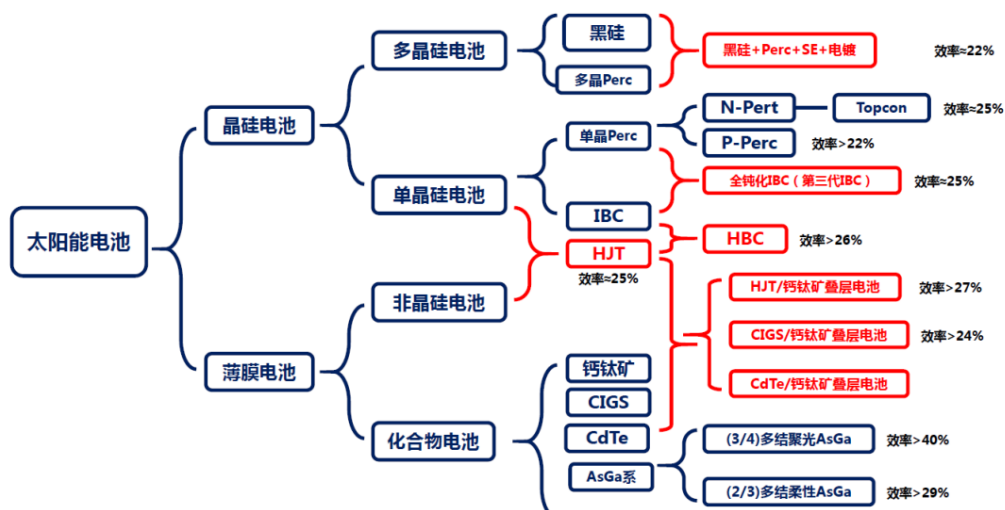 黑硅
多晶硅电池
黑硅+Perc+SE+电镀
效率≈22%
多晶Perc
N-Pert
Topcon
效率≈25%
晶硅电池
单晶Perc
P-Perc
效率>22%
全钝化IBC（第三代IBC）
效率≈25%
单晶硅电池
IBC
太阳能电池
HJT
HBC
效率>26%
效率≈25%
HJT/钙钛矿叠层电池
效率>27%
非晶硅电池
CIGS/钙钛矿叠层电池
效率>24%
薄膜电池
钙钛矿
CdTe/钙钛矿叠层电池
CIGS
化合物电池
CdTe
(3/4)多结聚光AsGa
效率>40%
AsGa系
(2/3)多结柔性AsGa
效率>29%